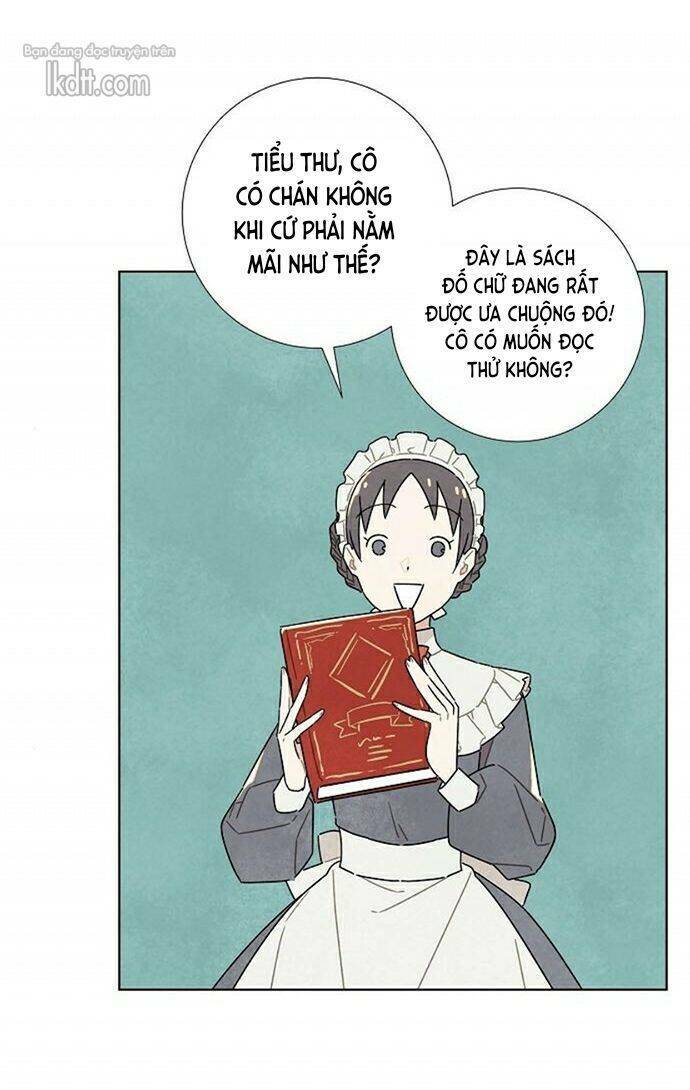 Bạn đang đọc truyện trên
lkdtt.com
TIỂU THƯ, CÔ
CÓ CHÁN KHÔNG
KHI CỨ PHẢI NẰM
MÃI NHƯ THẾ?
ĐÂY LÀ SÁCH
ĐỐ CHỮ ĐANG RẤT
ĐƯỢC ƯA CHUỘNG ĐÓ!
CÔ CÓ MUỐN ĐỌC
THỬ KHÔNG?